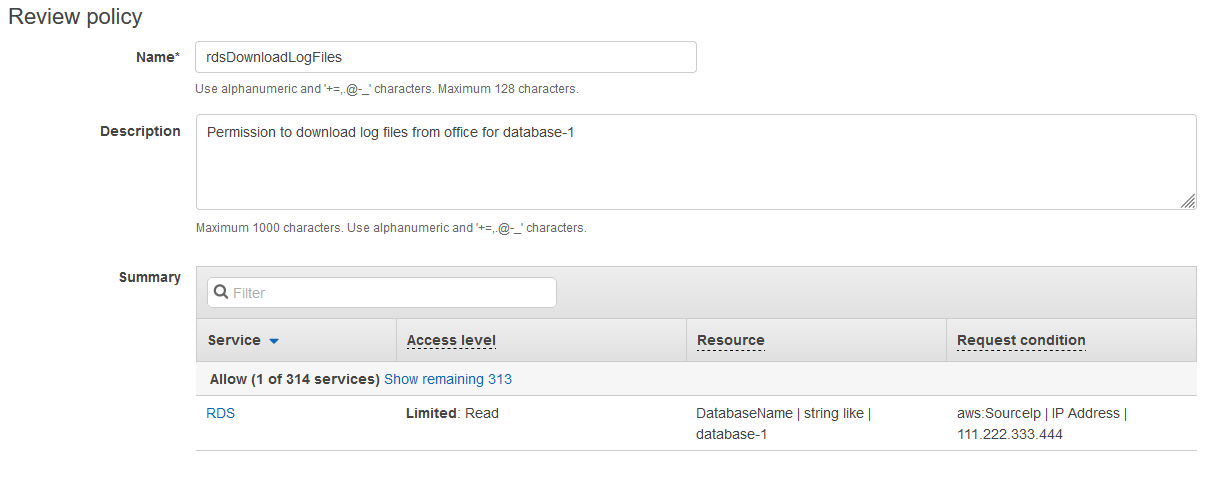 Review policy
Name*
rdsDownloadLogFiles
Use alphanumeric and '+=,.@-_' characters. Maximum 128 characters.
Description
Permission to download log files from office for database-1
Maximum 1000 characters. Use alphanumeric and '+=,.@-_' characters.
Summary
Filter
Service Access level Resource Request condition
Allow (1 of 314 services) Show remaining 313
RDS Limited: Read DatabaseName | string like | aws:SourceIp | IP Address |
database-1 111.222.333.444